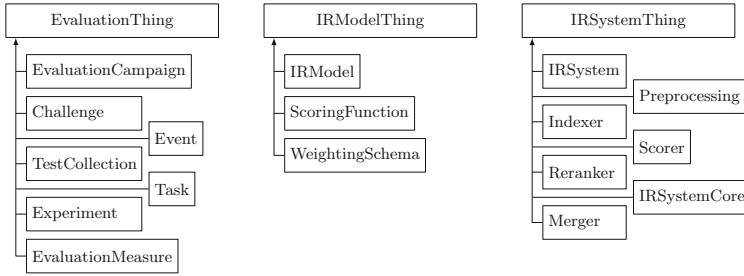 EvaluationThing
EvaluationCampaign
Challenge
Event
TestCollection
Task
Experiment
EvaluationMeasure
IRModelThing
IRModel
ScoringFunction
WeightingSchema
IRSystemThing
IRSystem
Preprocessing
Indexer
Scorer
Reranker
IRSystemCore
Merger